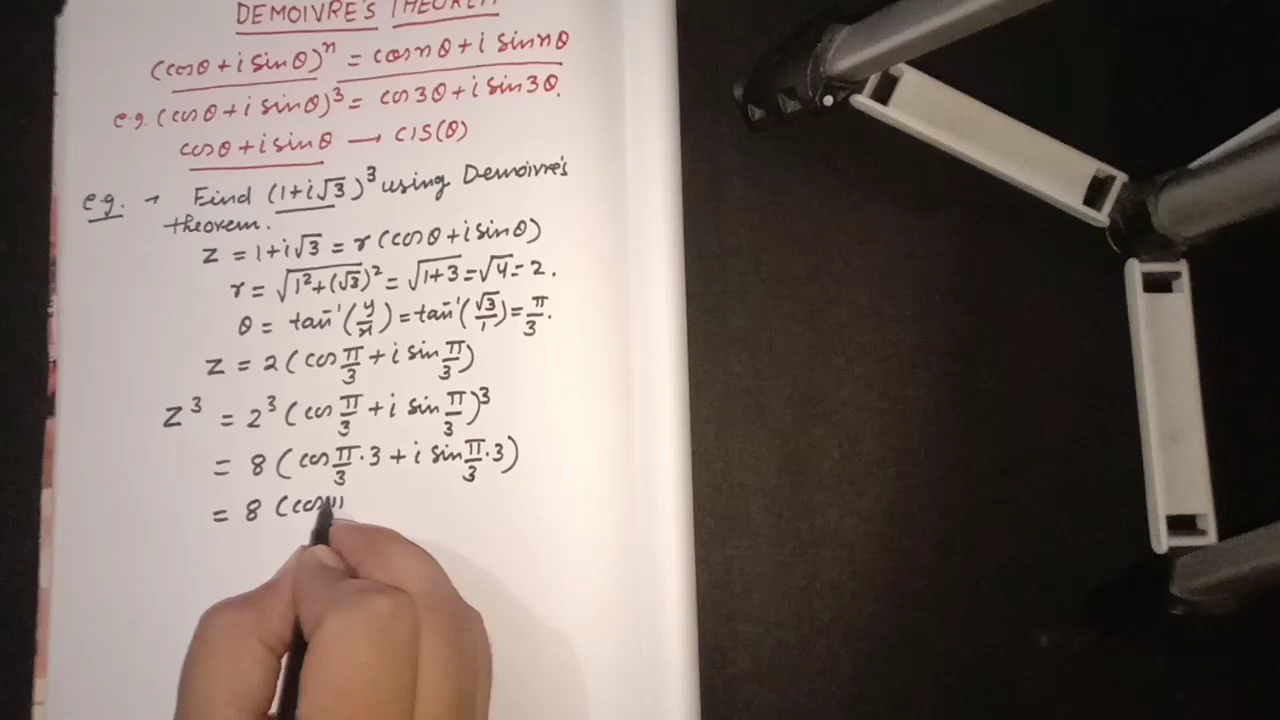 DEMOIVRE'S THEOREM
(cosθ + i sinθ)ⁿ = cosnθ + i sinnθ
e.g. (cosθ + i sinθ)³ = cos3θ + i sin3θ.
cosθ + i sinθ → CIS(θ)
e.g. → Find (1+i√3)³ using Demoivre's
theorem.
z = 1+i√3 = r (cosθ + i sinθ)
r = √(1² + (√3)²) = √(1+3) = √4 = 2.
θ = tan⁻¹(y/x) = tan⁻¹(√3/1) = π/3.
z = 2 (cos π/3 + i sin π/3)
z³ = 2³ (cos π/3 + i sin π/3)³
= 8 (cos π/3 · 3 + i sin π/3 · 3)
= 8 (cos